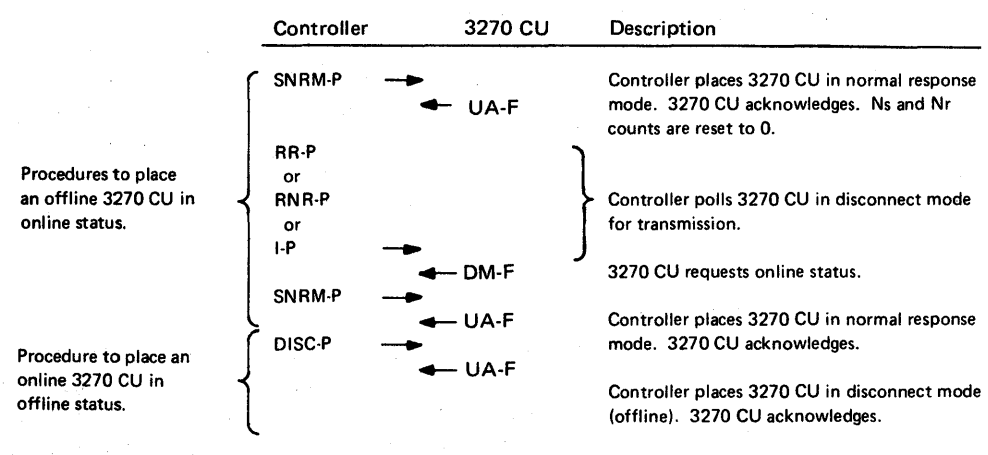 Controller 3270 CU Description
SNRM-P
UA-F
Controller places 3270 CU in normal response
mode. 3270 CU acknowledges. Ns and Nr
counts are reset to 0.
Procedures to place
an offline 3270 CU in
online status.
RR-P
or
RNR-P
or
I-P
Controller polls 3270 CU in disconnect mode
for transmission.
DM-F
3270 CU requests online status.
SNRM-P
UA-F
Controller places 3270 CU in normal response
mode. 3270 CU acknowledges.
Procedure to place an
online 3270 CU in
offline status.
DISC-P
UA-F
Controller places 3270 CU in disconnect mode
(offline). 3270 CU acknowledges.